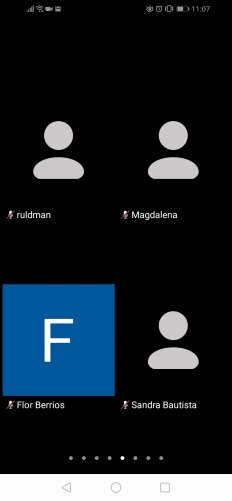 11:07
ruldman
Magdalena
F
Flor Berrios
Sandra Bautista